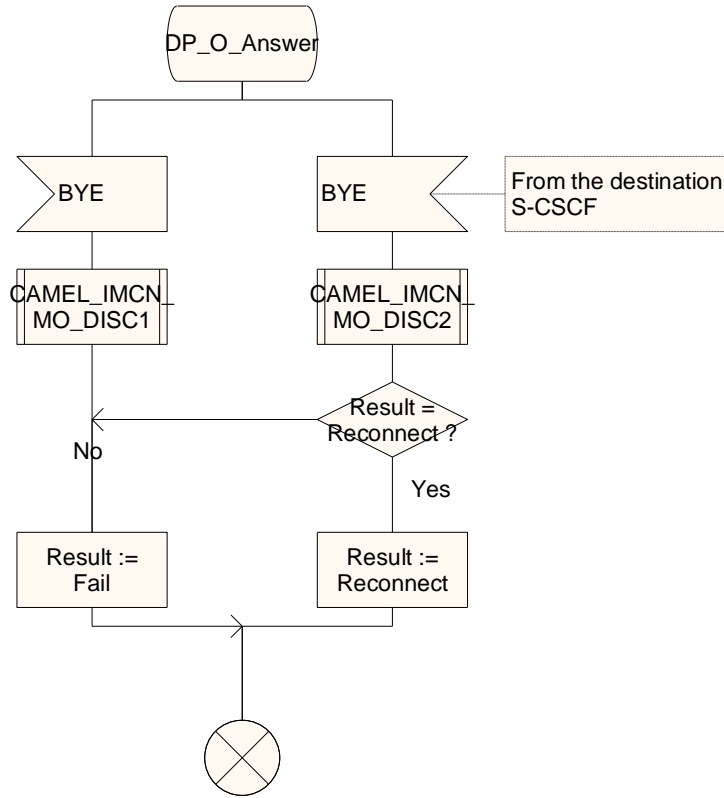 DP_O_Answer
BYE
BYE
From the destination
S-CSCF
CAMEL_IMCN_
MO_DISC1
CAMEL_IMCN_
MO_DISC2
Result =
Reconnect ?
No
Yes
Result :=
Fail
Result :=
Reconnect